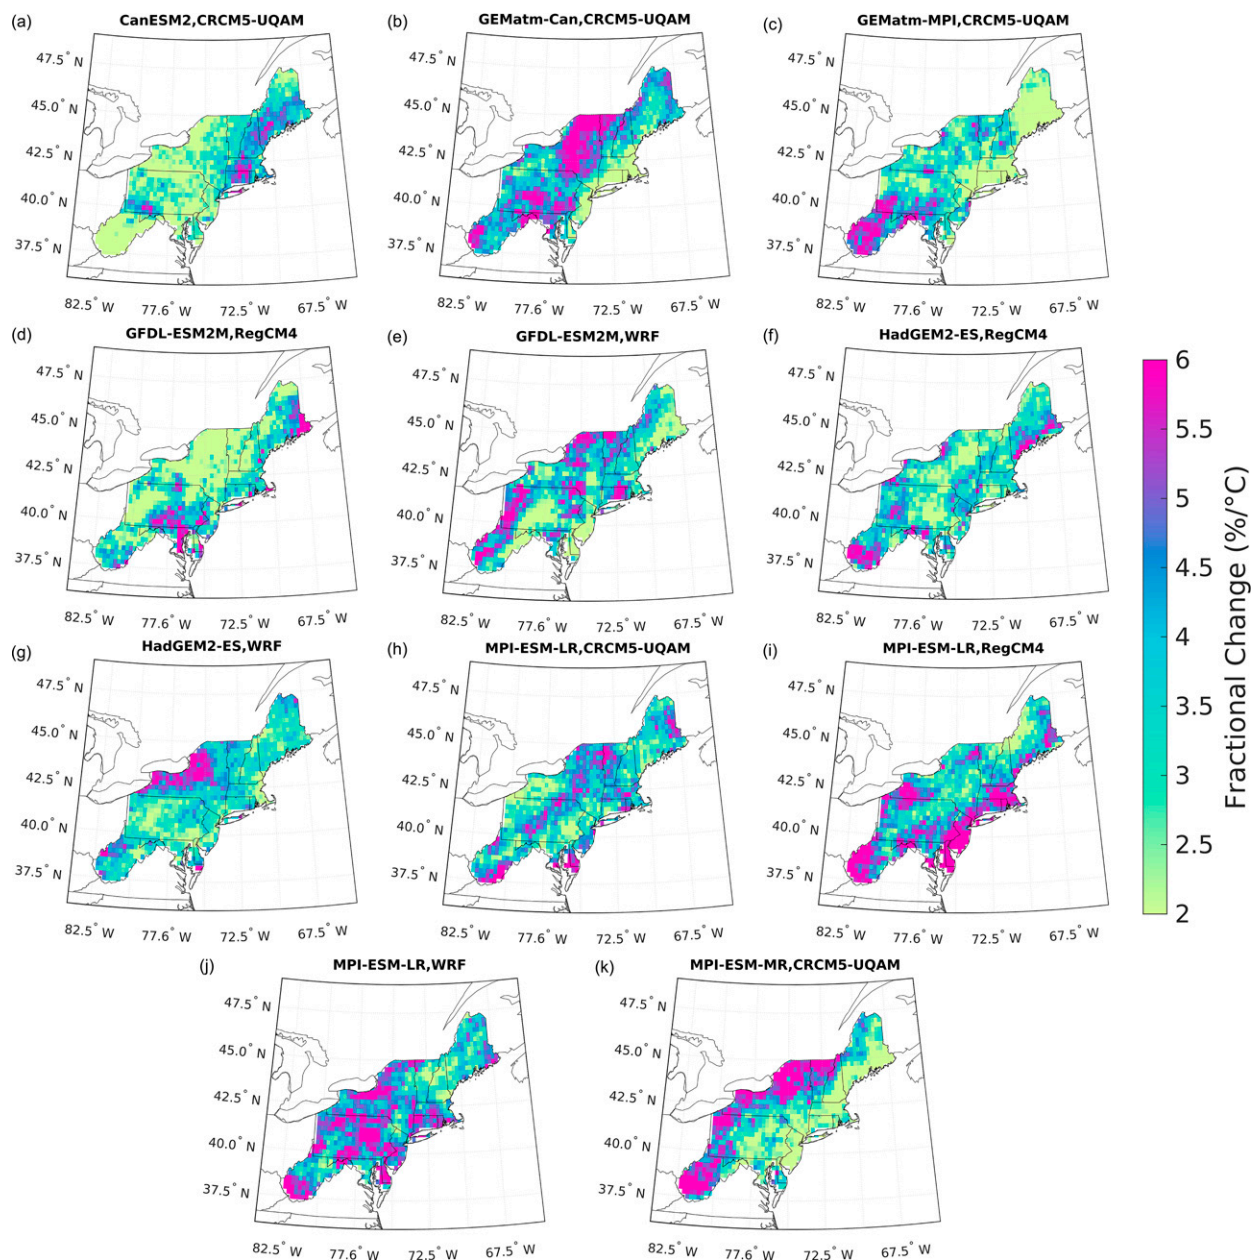 (a) CanESM2,CRCM5-UQAM
47.5° N
45.0° N
42.5° N
40.0° N
37.5° N
82.5° W 77.6° W 72.5° W 67.5° W
(b) GEMatm-Can,CRCM5-UQAM
47.5° N
45.0° N
42.5° N
40.0° N
37.5° N
82.5° W 77.6° W 72.5° W 67.5° W
(c) GEMatm-MPI,CRCM5-UQAM
47.5° N
45.0° N
42.5° N
40.0° N
37.5° N
82.5° W 77.6° W 72.5° W 67.5° W
(d) GFDL-ESM2M,RegCM4
47.5° N
45.0° N
42.5° N
40.0° N
37.5° N
82.5° W 77.6° W 72.5° W 67.5° W
(e) GFDL-ESM2M,WRF
47.5° N
45.0° N
42.5° N
40.0° N
37.5° N
82.5° W 77.6° W 72.5° W 67.5° W
(f) HadGEM2-ES,RegCM4
47.5° N
45.0° N
42.5° N
40.0° N
37.5° N
82.5° W 77.6° W 72.5° W 67.5° W
(g) HadGEM2-ES,WRF
47.5° N
45.0° N
42.5° N
40.0° N
37.5° N
82.5° W 77.6° W 72.5° W 67.5° W
(h) MPI-ESM-LR,CRCM5-UQAM
47.5° N
45.0° N
42.5° N
40.0° N
37.5° N
82.5° W 77.6° W 72.5° W 67.5° W
(i) MPI-ESM-LR,RegCM4
47.5° N
45.0° N
42.5° N
40.0° N
37.5° N
82.5° W 77.6° W 72.5° W 67.5° W
(j) MPI-ESM-LR,WRF
47.5° N
45.0° N
42.5° N
40.0° N
37.5° N
82.5° W 77.6° W 72.5° W 67.5° W
(k) MPI-ESM-MR,CRCM5-UQAM
47.5° N
45.0° N
42.5° N
40.0° N
37.5° N
82.5° W 77.6° W 72.5° W 67.5° W
6
5.5
5
4.5
4
3.5
3
2.5
2
Fractional Change (%/°C)